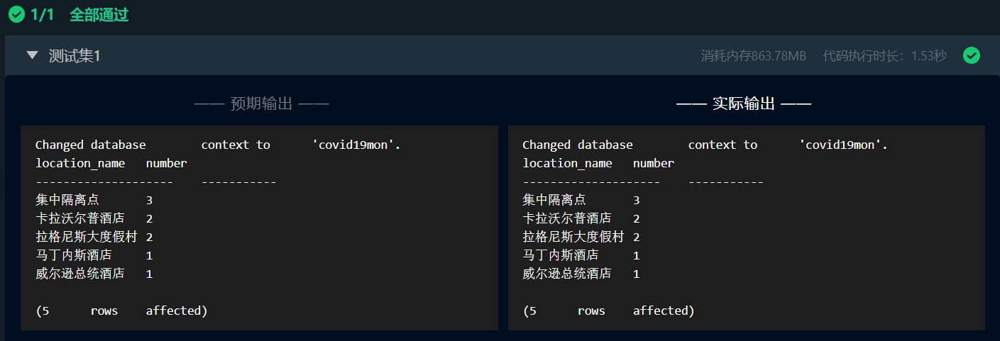 1/1 全部通过
测试集1 消耗内存863.78MB 代码执行时长：1.53秒
—— 预期输出 ——
Changed database context to 'covid19mon'.
location_name number
-------------------- -----------
集中隔离点 3
卡拉沃尔普酒店 2
拉格尼斯大度假村 2
马丁内斯酒店 1
威尔逊总统酒店 1
(5 rows affected)
—— 实际输出 ——
Changed database context to 'covid19mon'.
location_name number
-------------------- -----------
集中隔离点 3
卡拉沃尔普酒店 2
拉格尼斯大度假村 2
马丁内斯酒店 1
威尔逊总统酒店 1
(5 rows affected)